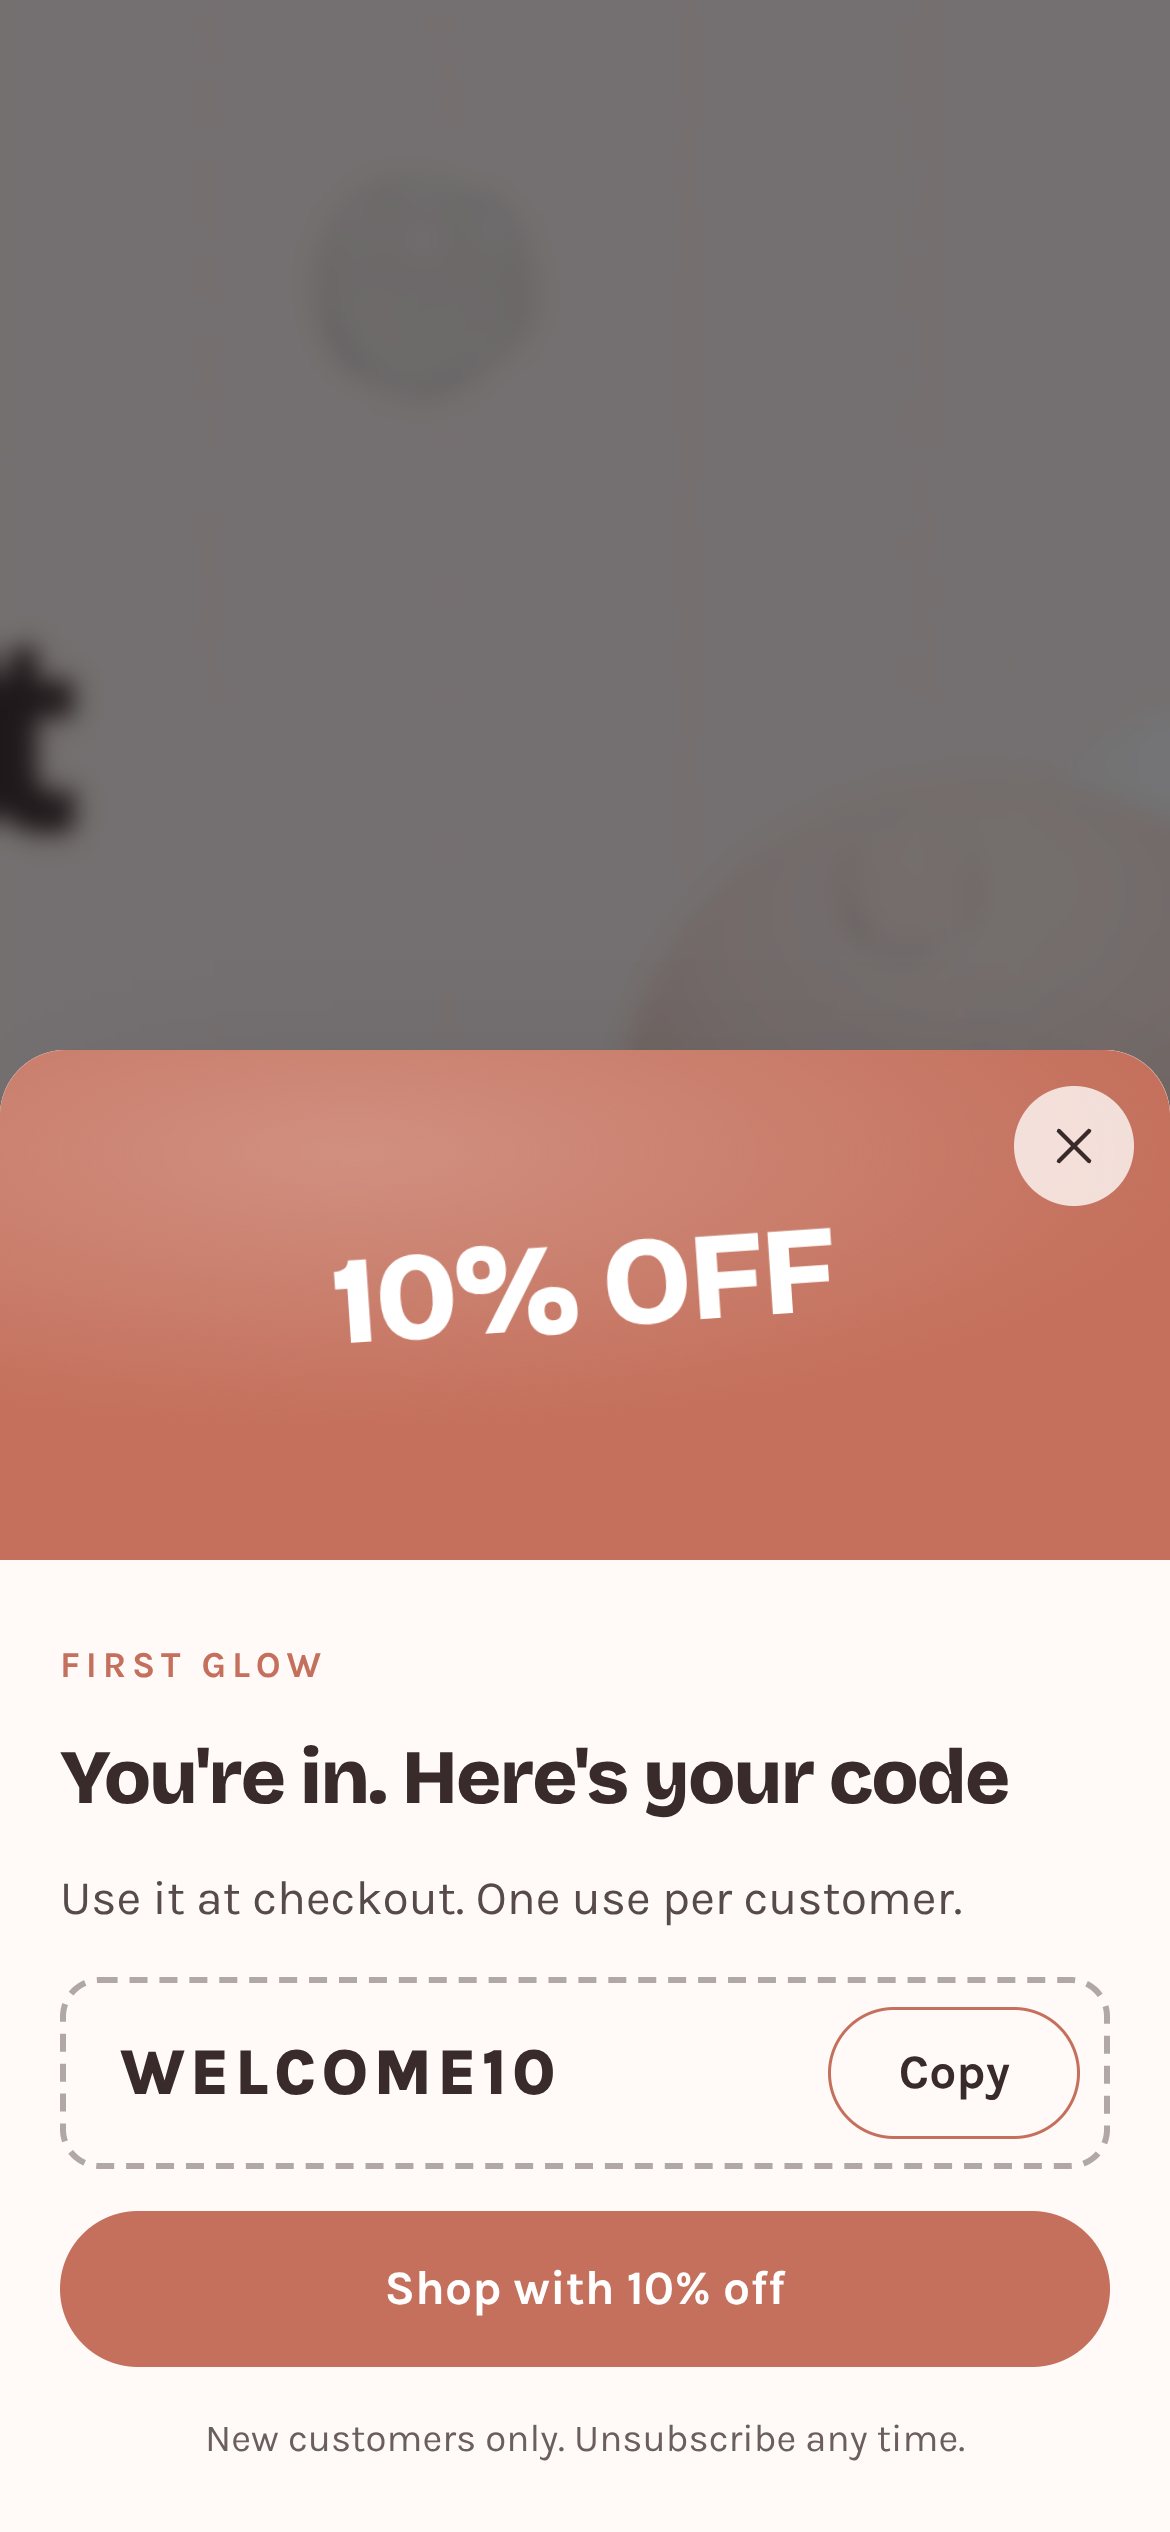 t
10% OFF
FIRST GLOW
You're in. Here's your code
Use it at checkout. One use per customer.
WELCOME10
Copy
Shop with 10% off
New customers only. Unsubscribe any time.